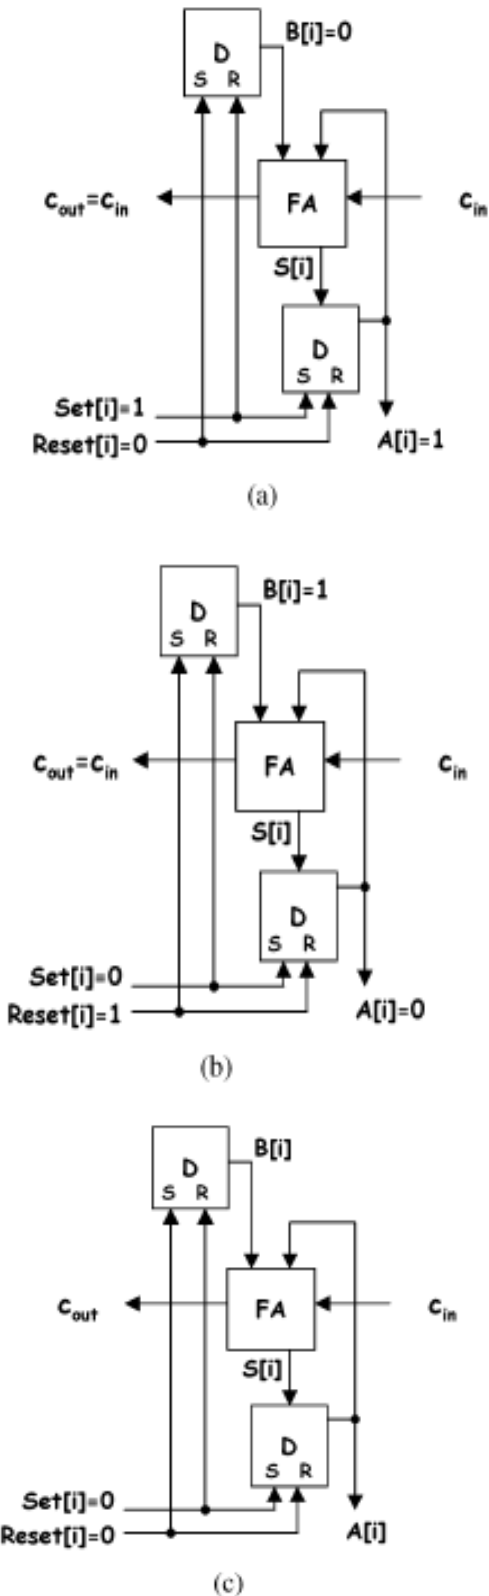 B[i]=0
D
S R
c_out=c_in
FA
c_in
S[i]
D
S R
Set[i]=1
Reset[i]=0
A[i]=1
(a)
B[i]=1
D
S R
c_out=c_in
FA
c_in
S[i]
D
S R
Set[i]=0
Reset[i]=1
A[i]=0
(b)
B[i]
D
S R
c_out
FA
c_in
S[i]
D
S R
Set[i]=0
Reset[i]=0
A[i]
(c)